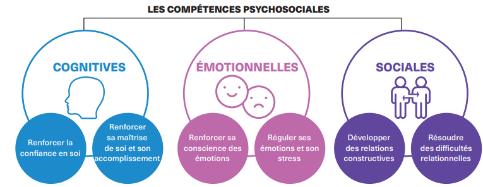 LES COMPÉTENCES PSYCHOSOCIALES
COGNITIVES
Renforcer la
confiance en soi
Renforcer
sa maîtrise
de soi et son
accomplissement
ÉMOTIONNELLES
Renforcer sa
conscience des
émotions
Réguler ses
émotions et son
stress
SOCIALES
Développer
des relations
constructives
Résoudre
des difficultés
relationnelles